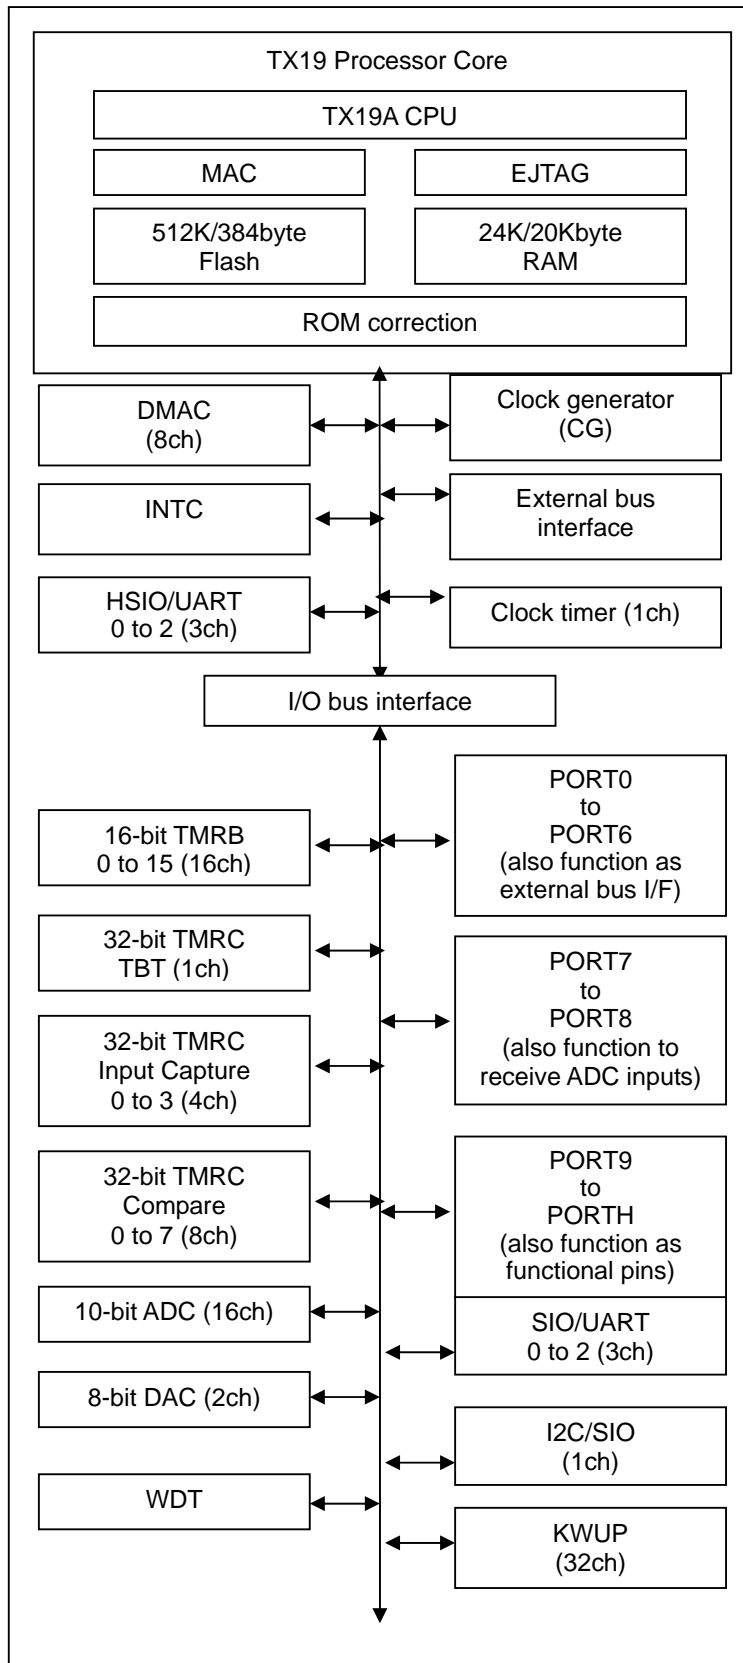 TX19 Processor Core
TX19A CPU
MAC
EJTAG
512K/384byte
Flash
24K/20Kbyte
RAM
ROM correction
DMAC
(8ch)
Clock generator
(CG)
INTC
External bus
interface
HSIO/UART
0 to 2 (3ch)
Clock timer (1ch)
I/O bus interface
PORT0
to
PORT6
(also function as
external bus I/F)
16-bit TMRB
0 to 15 (16ch)
32-bit TMRC
TBT (1ch)
PORT7
to
PORT8
(also function to
receive ADC inputs)
32-bit TMRC
Input Capture
0 to 3 (4ch)
32-bit TMRC
Compare
0 to 7 (8ch)
PORT9
to
PORTH
(also function as
functional pins)
10-bit ADC (16ch)
SIO/UART
0 to 2 (3ch)
8-bit DAC (2ch)
I2C/SIO
(1ch)
WDT
KWUP
(32ch)